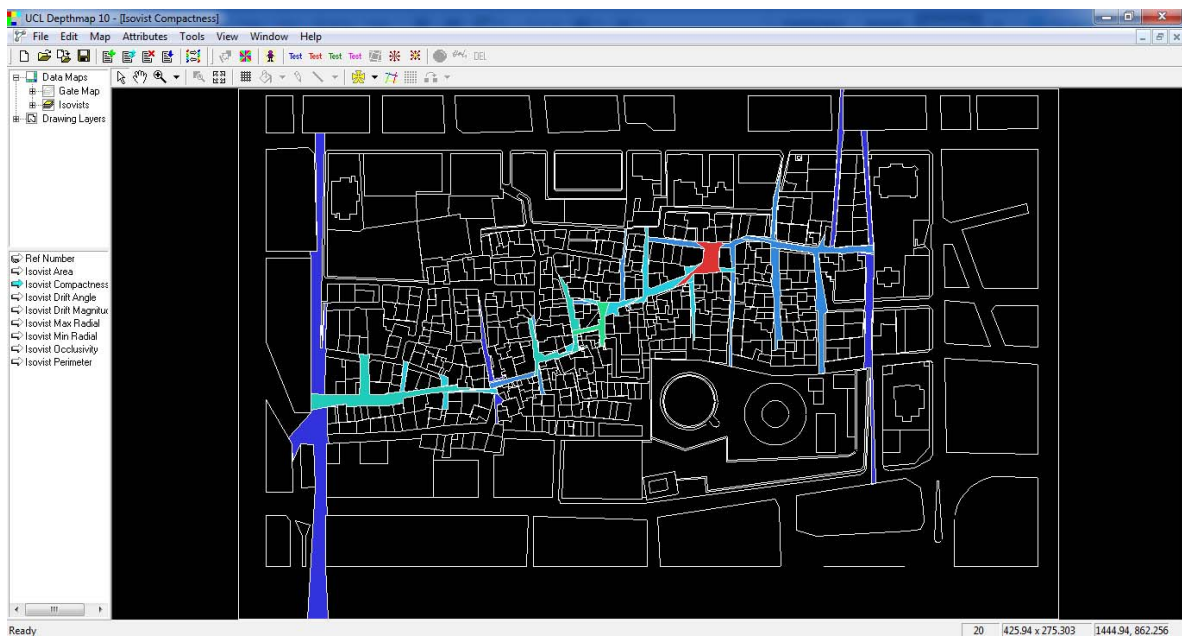 UCL Depthmap 10 - [Isovist Compactness]
File Edit Map Attributes Tools View Window Help
Test Test Test Test DEL
Data Maps
Gate Map
Isovists
Drawing Layers
Ref Number
Isovist Area
Isovist Compactness
Isovist Drift Angle
Isovist Drift Magnitu
Isovist Max Radial
Isovist Min Radial
Isovist Occlusivity
Isovist Perimeter
Ready 20 425.94 x 275.303 1444.94, 862.256